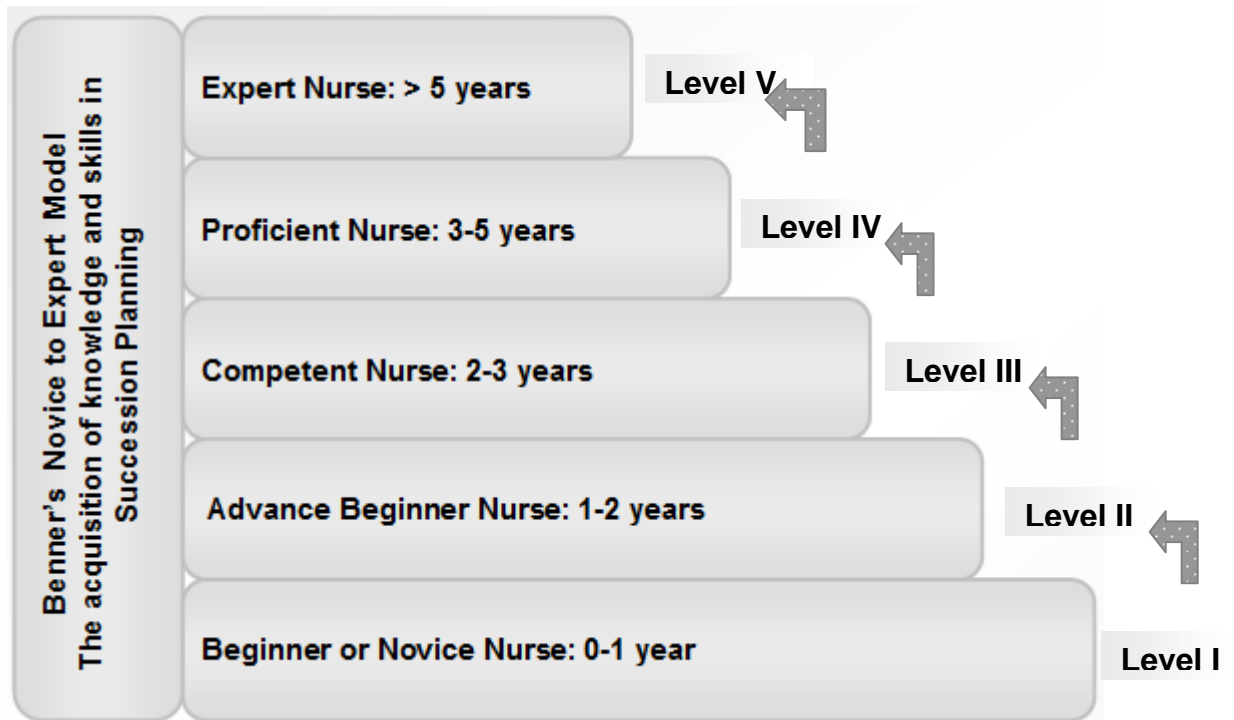 Benner's Novice to Expert Model
The acquisition of knowledge and skills in
Succession Planning
Expert Nurse: > 5 years
Level V
Proficient Nurse: 3-5 years
Level IV
Competent Nurse: 2-3 years
Level III
Advance Beginner Nurse: 1-2 years
Level II
Beginner or Novice Nurse: 0-1 year
Level I